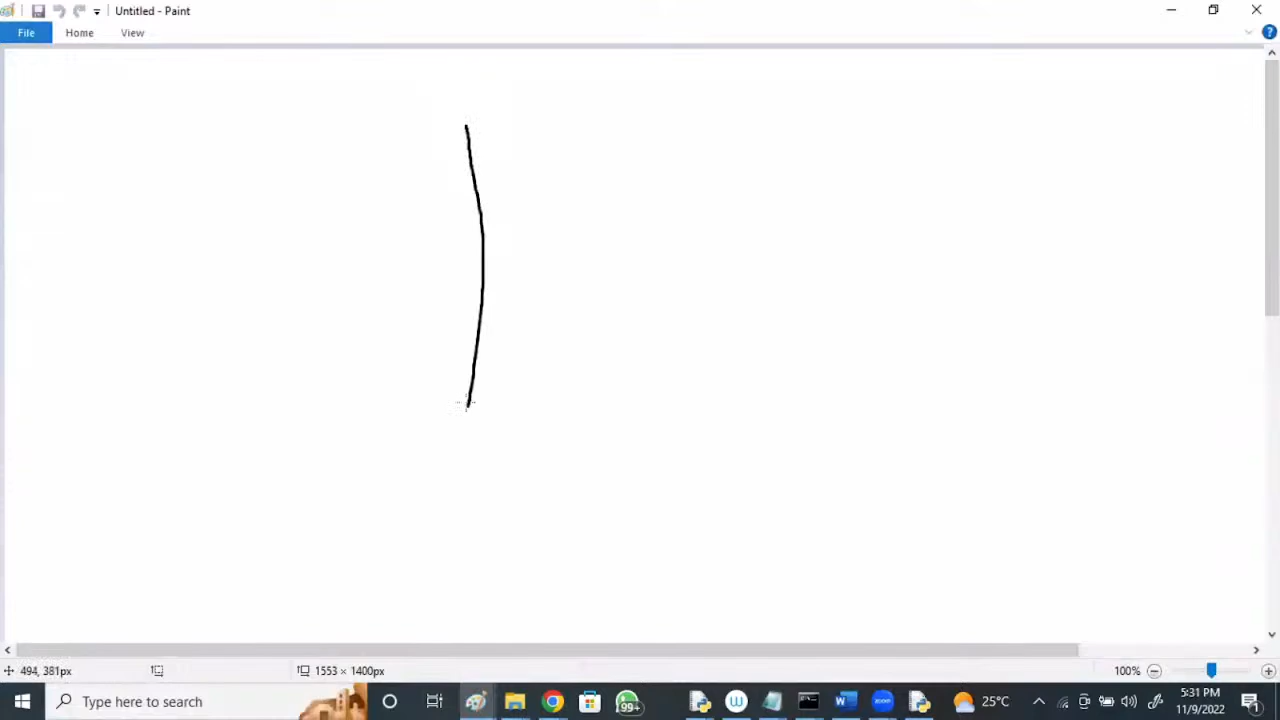 Untitled - Paint
File Home View
494, 381px 1553 × 1400px 100%
Type here to search 99+ 25°C 5:31 PM
11/9/2022 1